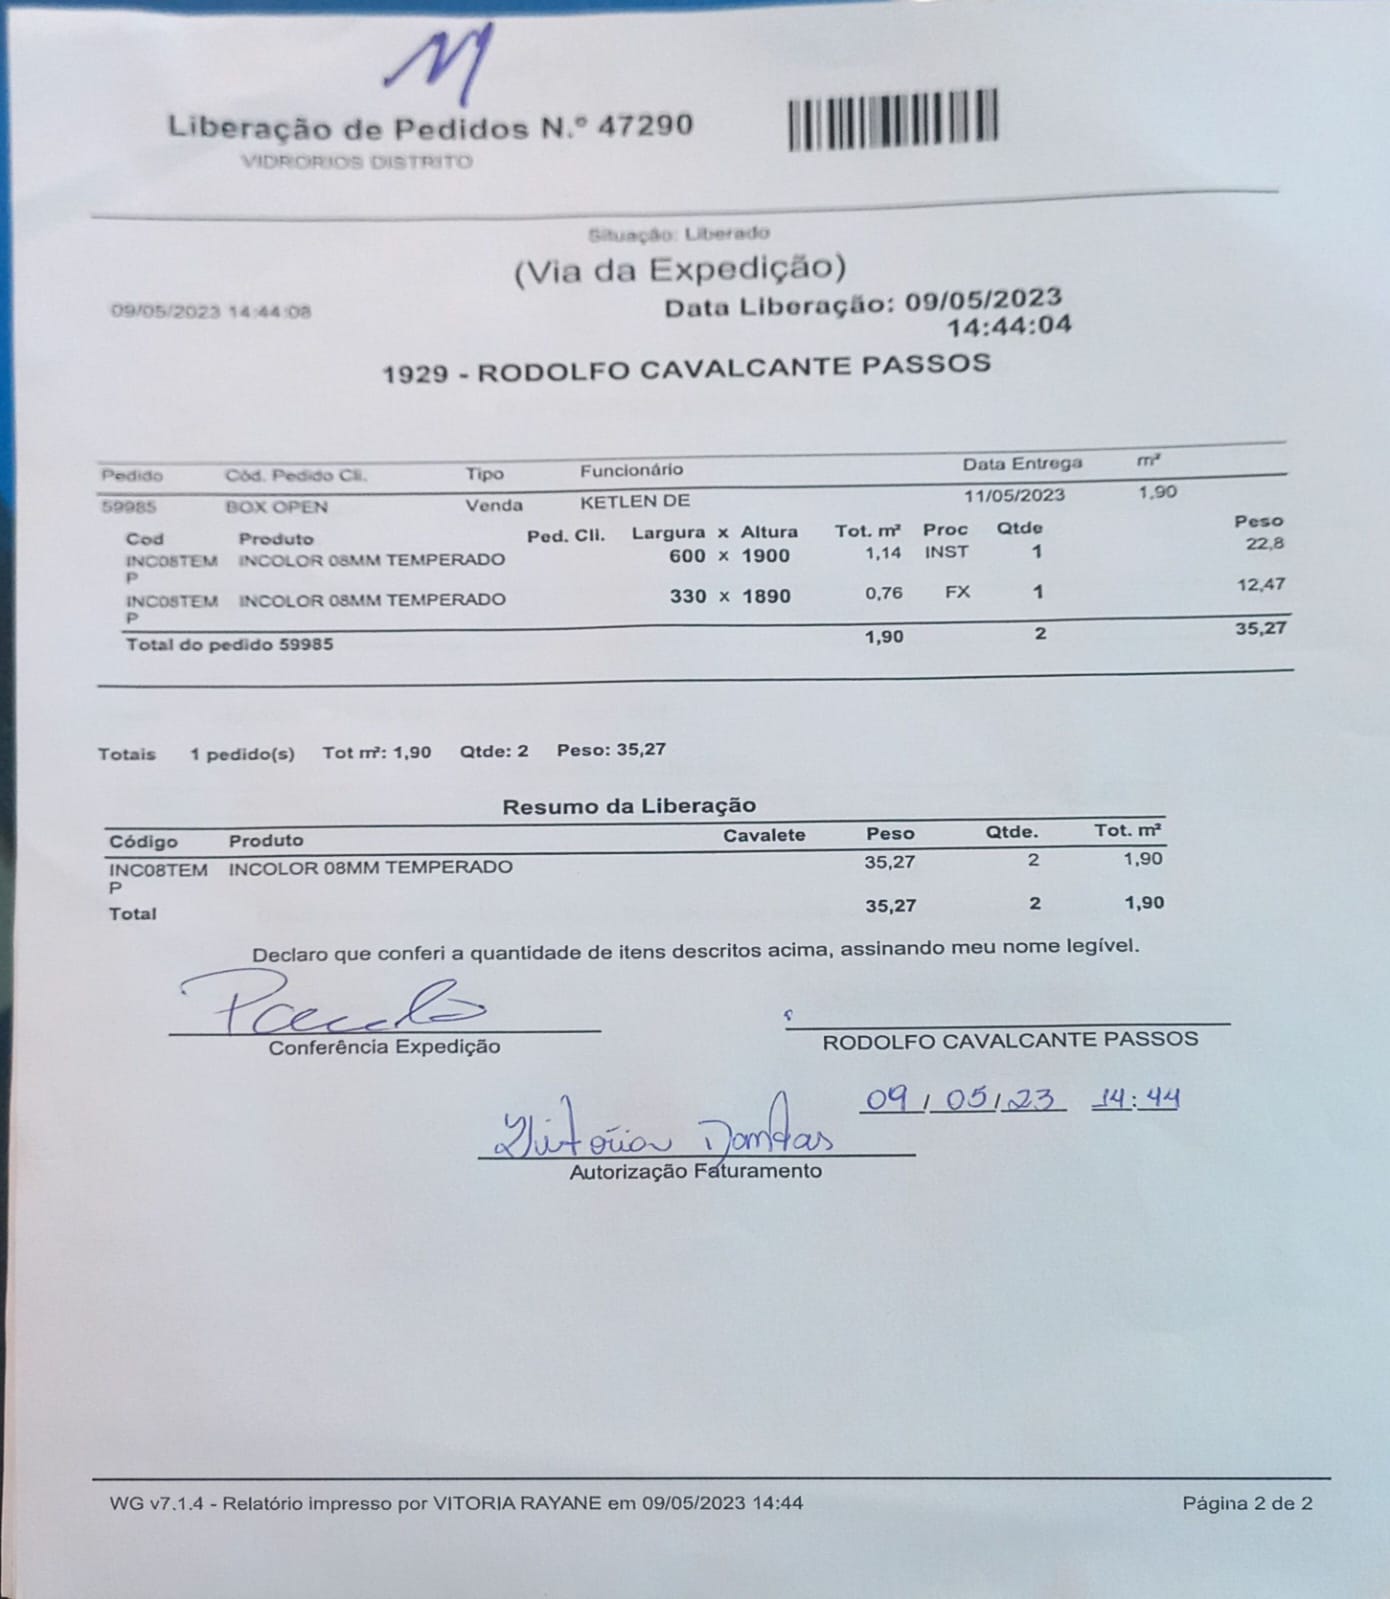 M
Liberação de Pedidos N.º 47290
VIDRORIOS DISTRITO
Situação: Liberado
(Via da Expedição)
09/05/2023 14:44:08
Data Liberação: 09/05/2023
14:44:04
1929 - RODOLFO CAVALCANTE PASSOS
Pedido Cód. Pedido Cli. Tipo Funcionário Data Entrega m²
59985 BOX OPEN Venda KETLEN DE 11/05/2023 1,90
Cod Produto Ped. Cli. Largura x Altura Tot. m² Proc Qtde Peso
INC08TEM INCOLOR 08MM TEMPERADO 600 x 1900 1,14 INST 1 22,8
P
INC08TEM INCOLOR 08MM TEMPERADO 330 x 1890 0,76 FX 1 12,47
P
Total do pedido 59985 1,90 2 35,27
Totais 1 pedido(s) Tot m²: 1,90 Qtde: 2 Peso: 35,27
Resumo da Liberação
Código Produto Cavalete Peso Qtde. Tot. m²
INC08TEM INCOLOR 08MM TEMPERADO 35,27 2 1,90
P
Total 35,27 2 1,90
Declaro que conferi a quantidade de itens descritos acima, assinando meu nome legível.
Conferência Expedição
RODOLFO CAVALCANTE PASSOS
09/05/23 14:44
Vitória Dantas
Autorização Faturamento
WG v7.1.4 - Relatório impresso por VITORIA RAYANE em 09/05/2023 14:44
Página 2 de 2